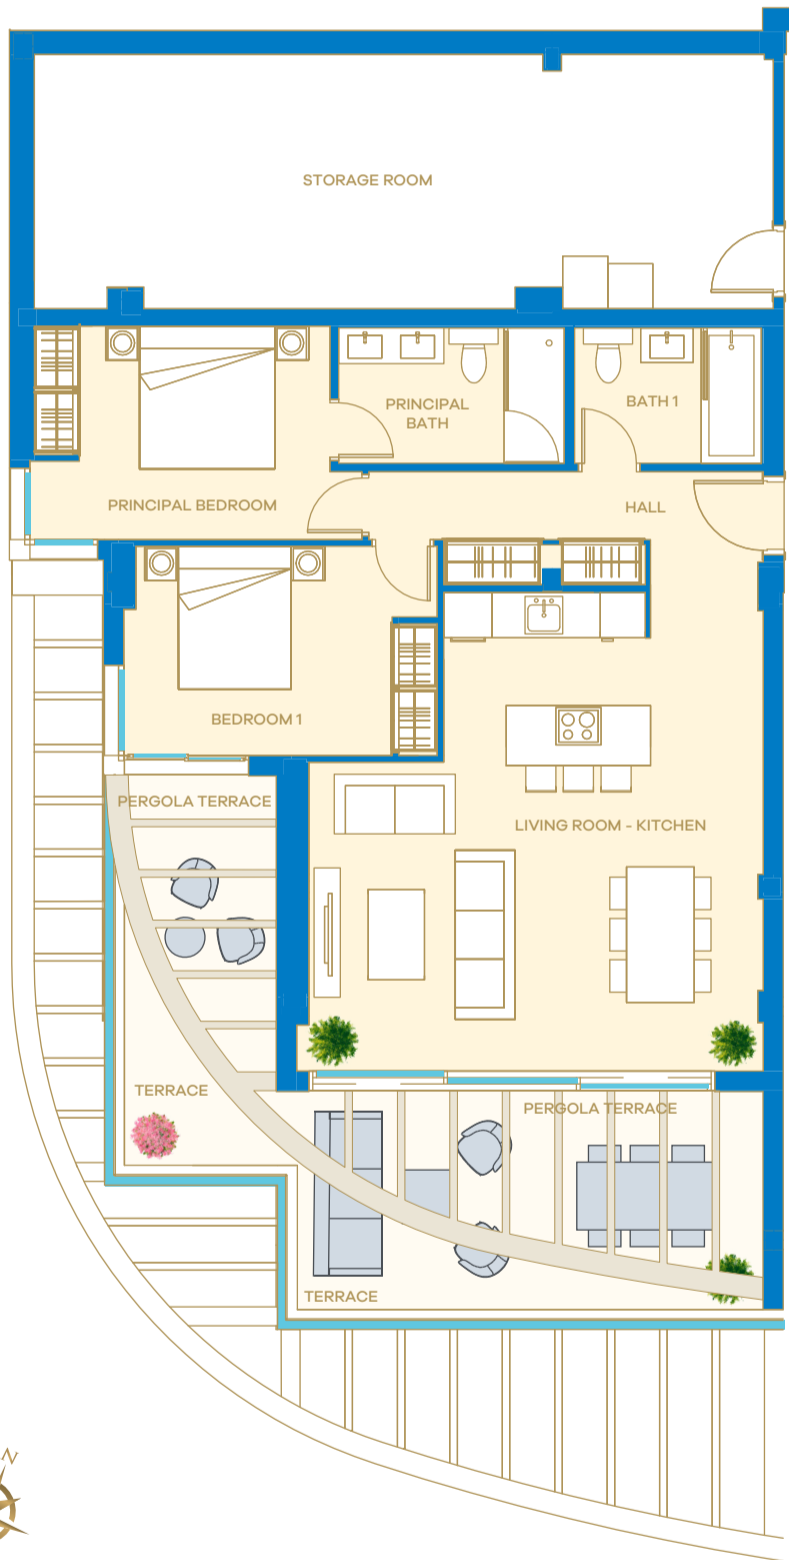 STORAGE ROOM
PRINCIPAL
BATH
BATH 1
PRINCIPAL BEDROOM
HALL
BEDROOM 1
PERGOLA TERRACE
LIVING ROOM - KITCHEN
TERRACE
PERGOLA TERRACE
TERRACE
N